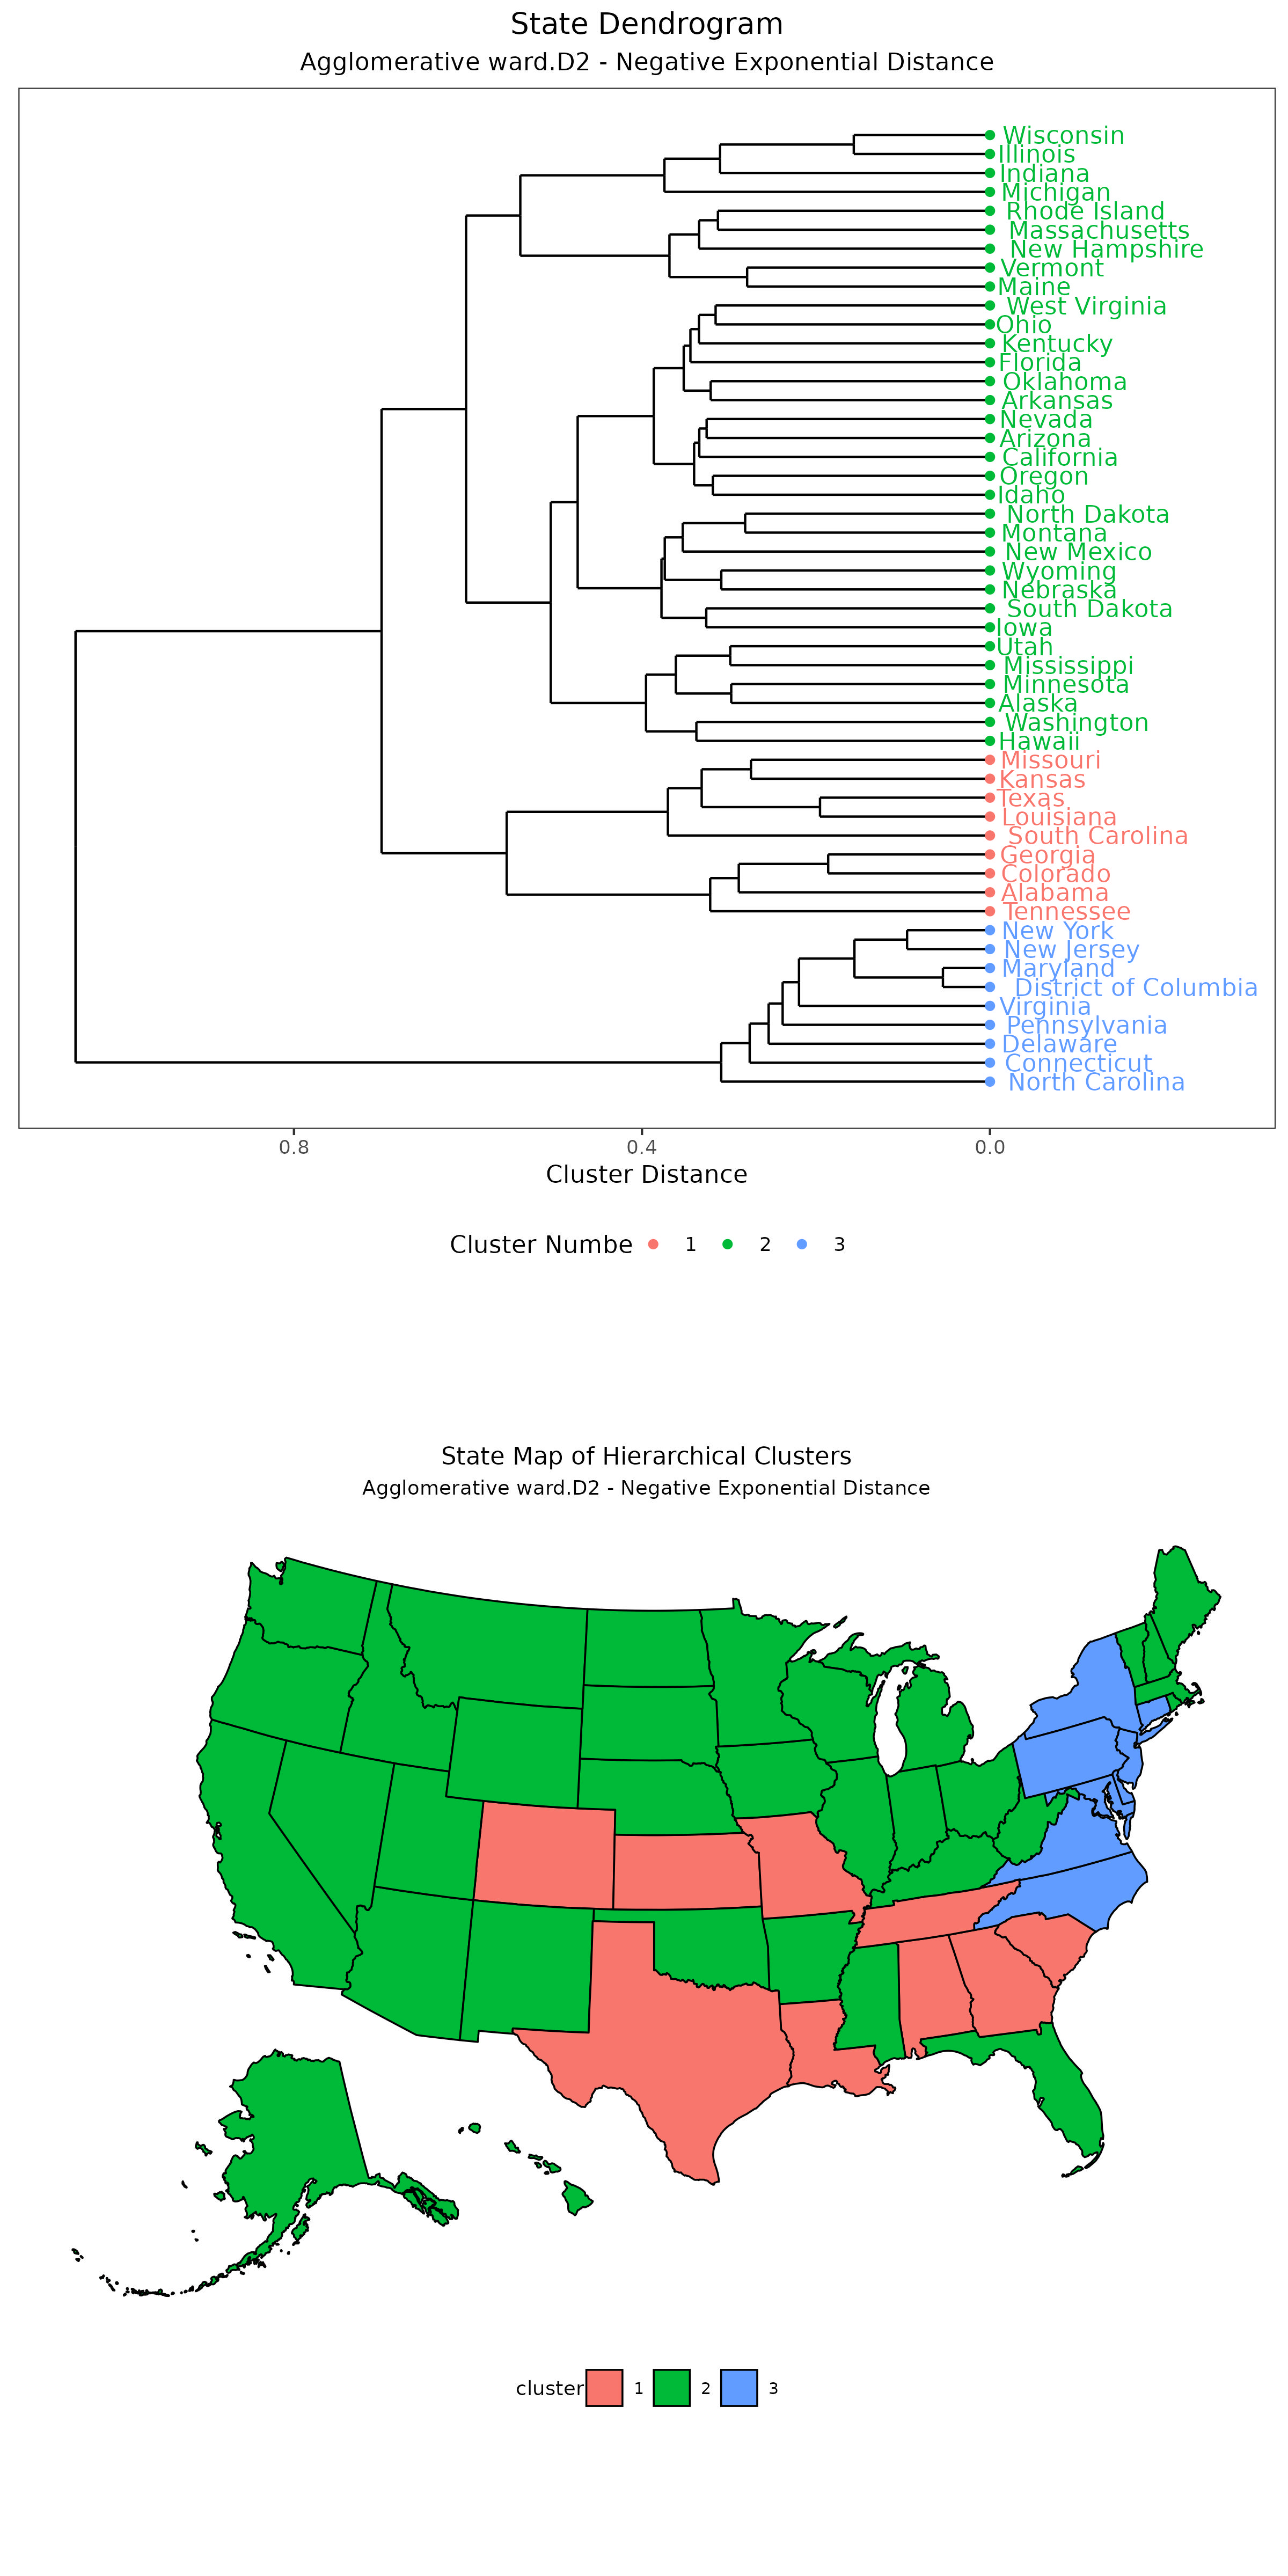 State Dendrogram
Agglomerative ward.D2 - Negative Exponential Distance
Wisconsin
Illinois
Indiana
Michigan
Rhode Island
Massachusetts
New Hampshire
Vermont
Maine
West Virginia
Ohio
Kentucky
Florida
Oklahoma
Arkansas
Nevada
Arizona
California
Oregon
Idaho
North Dakota
Montana
New Mexico
Wyoming
Nebraska
South Dakota
Iowa
Utah
Mississippi
Minnesota
Alaska
Washington
Hawaii
Missouri
Kansas
Texas
Louisiana
South Carolina
Georgia
Colorado
Alabama
Tennessee
New York
New Jersey
Maryland
District of Columbia
Virginia
Pennsylvania
Delaware
Connecticut
North Carolina
0.8 0.4 0.0
Cluster Distance
Cluster Numbe 1 2 3
State Map of Hierarchical Clusters
Agglomerative ward.D2 - Negative Exponential Distance
cluster 1 2 3